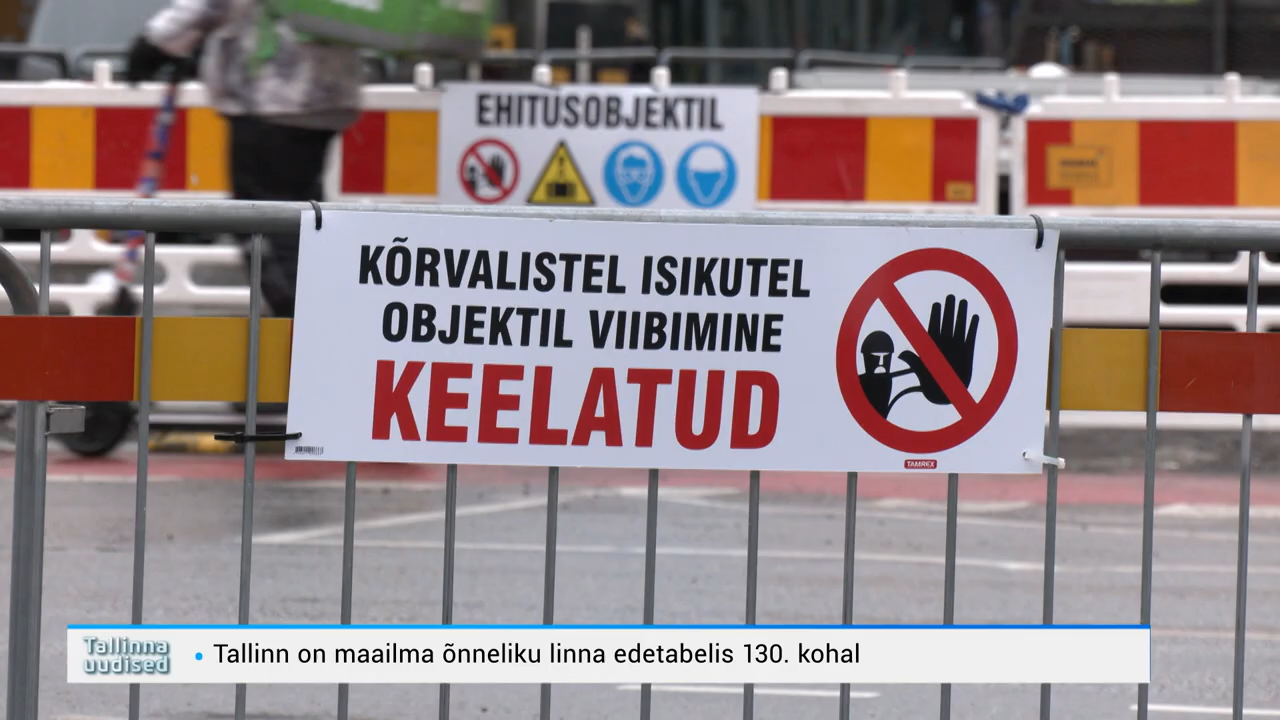 EHITUSOBJEKTIL
KÕRVALISTEL ISIKUTEL
OBJEKTIL VIIBIMINE
KEELATUD
TAMREX
Tallinna
uudised
• Tallinn on maailma õnneliku linna edetabelis 130. kohal